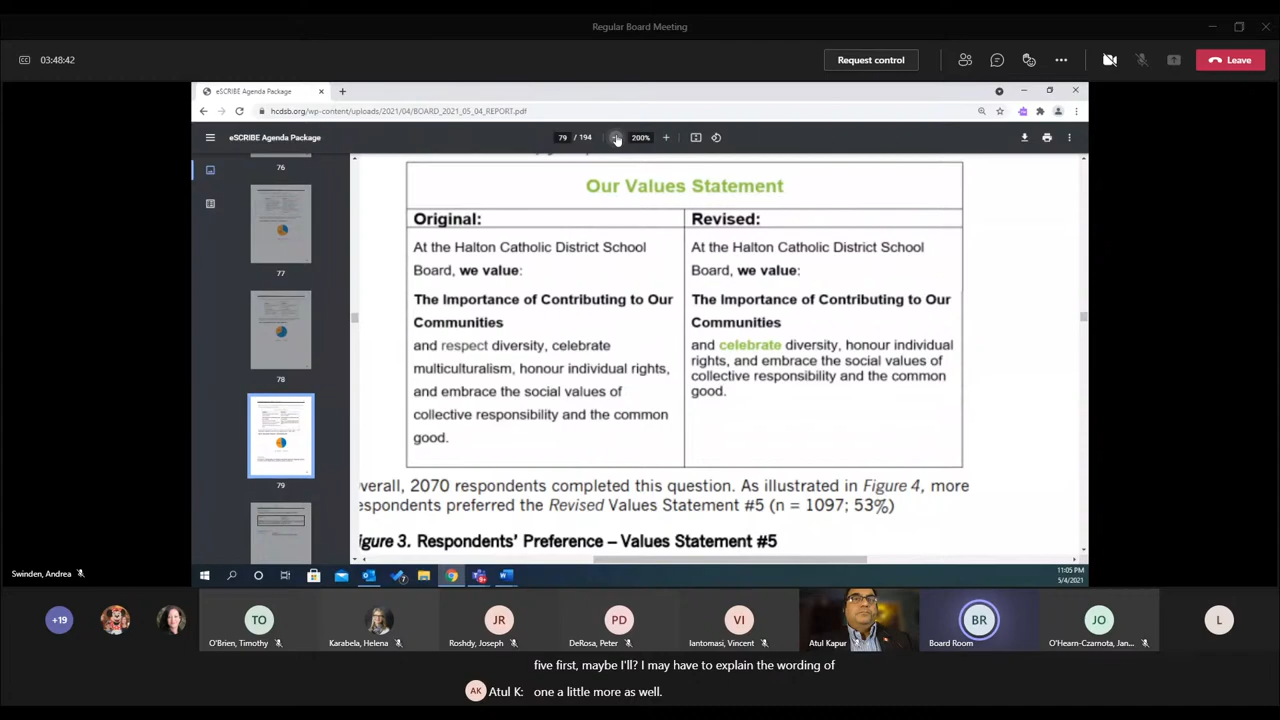 Regular Board Meeting
03:48:42
Request control
Leave
eSCRIBE Agenda Package
hcdsb.org/wp-content/uploads/2021/04/BOARD_2021_05_04_REPORT.pdf
eSCRIBE Agenda Package
79 / 194
200%
76
77
78
79
Our Values Statement
Original:
At the Halton Catholic District School
Board, we value:
The Importance of Contributing to Our
Communities
and respect diversity, celebrate
multiculturalism, honour individual rights,
and embrace the social values of
collective responsibility and the common
good.
Revised:
At the Halton Catholic District School
Board, we value:
The Importance of Contributing to Our
Communities
and celebrate diversity, honour individual
rights, and embrace the social values of
collective responsibility and the common
good.
verall, 2070 respondents completed this question. As illustrated in Figure 4, more
espondents preferred the Revised Values Statement #5 (n = 1097; 53%)
igure 3. Respondents' Preference – Values Statement #5
11:05 PM
5/4/2021
Swinden, Andrea
+19
TO
O'Brien, Timothy
Karabela, Helena
JR
Roshdy, Joseph
PD
DeRosa, Peter
VI
Iantomasi, Vincent
Atul Kapur
BR
Board Room
JO
O'Hearn-Czarnota, Jan...
L
five first, maybe I'll? I may have to explain the wording of
AK Atul K: one a little more as well.